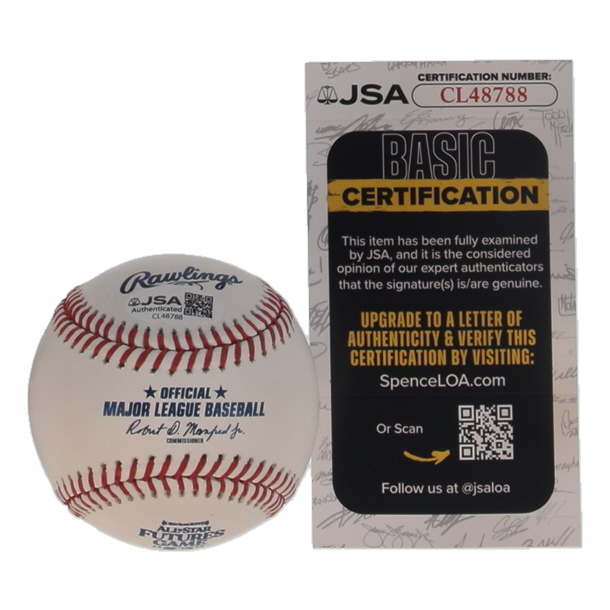 Rawlings
JSA
Authenticated
CL48788
★ OFFICIAL ★
MAJOR LEAGUE BASEBALL
Robert D. Manfred Jr.
COMMISSIONER
ALL-STAR
FUTURES
GAME
JSA
CERTIFICATION NUMBER:
CL48788
BASIC
CERTIFICATION
This item has been fully examined
by JSA, and it is the considered
opinion of our expert authenticators
that the signature(s) is/are genuine.
UPGRADE TO A LETTER OF
AUTHENTICITY & VERIFY THIS
CERTIFICATION BY VISITING:
SpenceLOA.com
Or Scan
Follow us at @jsaloa